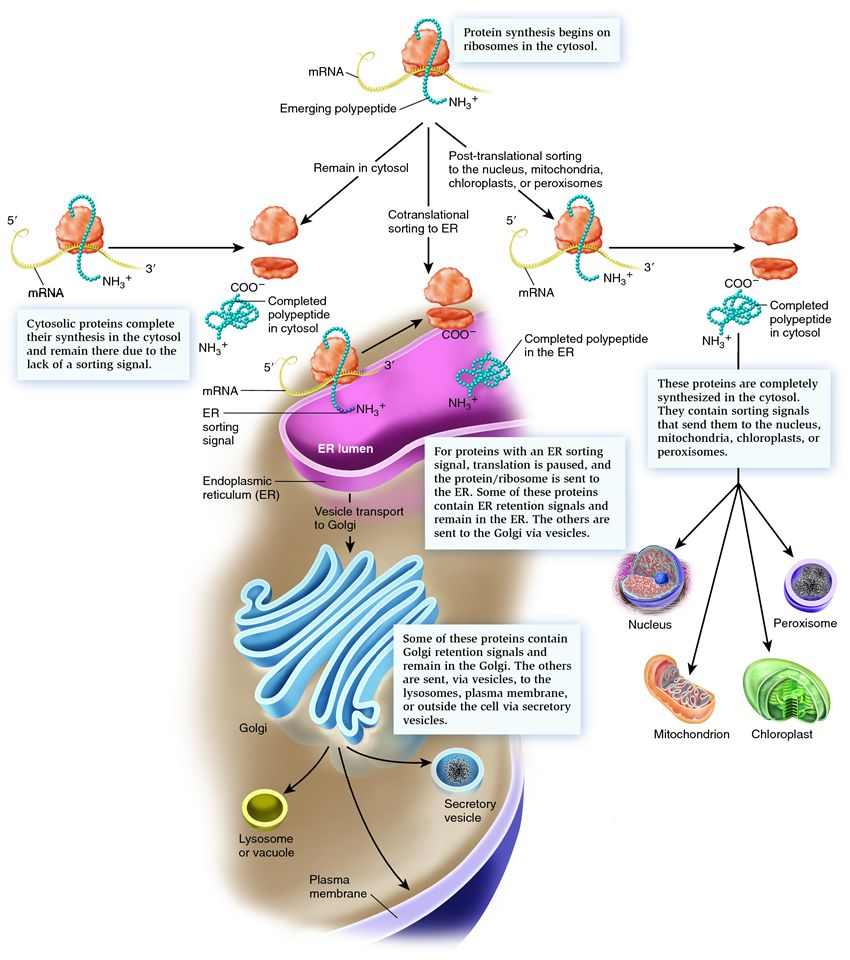 Protein synthesis begins on
ribosomes in the cytosol.
mRNA
Emerging polypeptide
NH₃⁺
Remain in cytosol
Cotranslational
sorting to ER
Post-translational sorting
to the nucleus, mitochondria,
chloroplasts, or peroxisomes
5′
3′
mRNA
NH₃⁺
COO⁻
Completed
polypeptide
in cytosol
NH₃⁺
Cytosolic proteins complete
their synthesis in the cytosol
and remain there due to the
lack of a sorting signal.
5′
3′
mRNA
NH₃⁺
COO⁻
Completed
polypeptide
in cytosol
NH₃⁺
These proteins are completely
synthesized in the cytosol.
They contain sorting signals
that send them to the nucleus,
mitochondria, chloroplasts, or
peroxisomes.
COO⁻
Completed polypeptide
in the ER
NH₃⁺
5′
3′
mRNA
ER
sorting
signal
NH₃⁺
ER lumen
Endoplasmic
reticulum (ER)
For proteins with an ER sorting
signal, translation is paused, and
the protein/ribosome is sent to
the ER. Some of these proteins
contain ER retention signals and
remain in the ER. The others are
sent to the Golgi via vesicles.
Vesicle transport
to Golgi
Nucleus
Peroxisome
Mitochondrion
Chloroplast
Some of these proteins contain
Golgi retention signals and
remain in the Golgi. The others
are sent, via vesicles, to the
lysosomes, plasma membrane,
or outside the cell via secretory
vesicles.
Golgi
Secretory
vesicle
Lysosome
or vacuole
Plasma
membrane